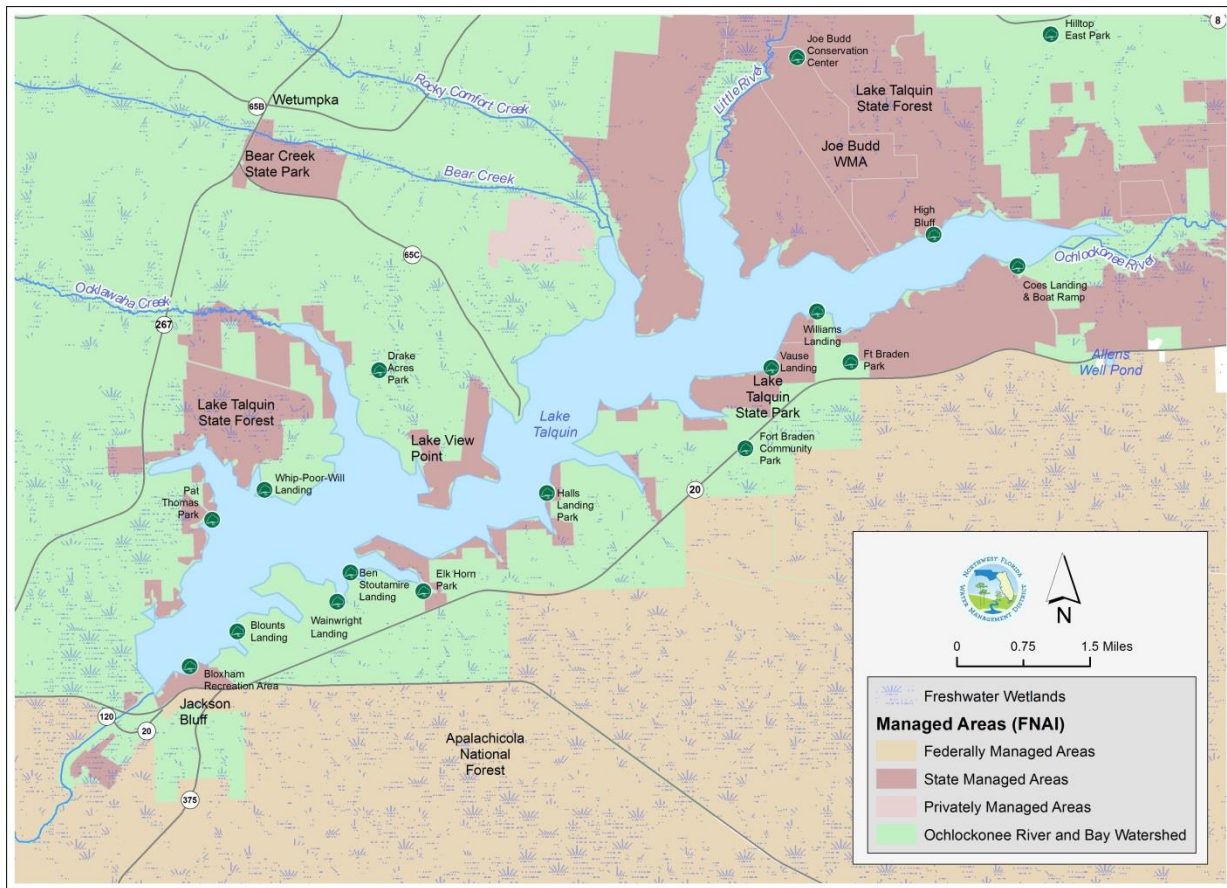 8
Hilltop
East Park
Joe Budd
Conservation
Center
Little River
Rocky Comfort Creek
Lake Talquin
State Forest
65B
Wetumpka
Joe Budd
WMA
Bear Creek
State Park
Bear Creek
High
Bluff
65C
Ochlockonee River
Coes Landing
& Boat Ramp
Ocklawaha Creek
267
Williams
Landing
Vause
Landing
Ft Braden
Park
Allens
Well Pond
Drake
Acres
Park
Lake
Talquin
State Park
Lake Talquin
State Forest
Lake
Talquin
Lake View
Point
Fort Braden
Community
Park
Whip-Poor-Will
Landing
Pat
Thomas
Park
Halls
Landing
Park
20
Ben
Stoutamire
Landing
Elk Horn
Park
Wainwright
Landing
Blounts
Landing
Bloxham
Recreation Area
Jackson
Bluff
120
20
375
Apalachicola
National
Forest
NORTHWEST FLORIDA
WATER MANAGEMENT DISTRICT
N
0 0.75 1.5 Miles
Freshwater Wetlands
Managed Areas (FNAI)
Federally Managed Areas
State Managed Areas
Privately Managed Areas
Ochlockonee River and Bay Watershed